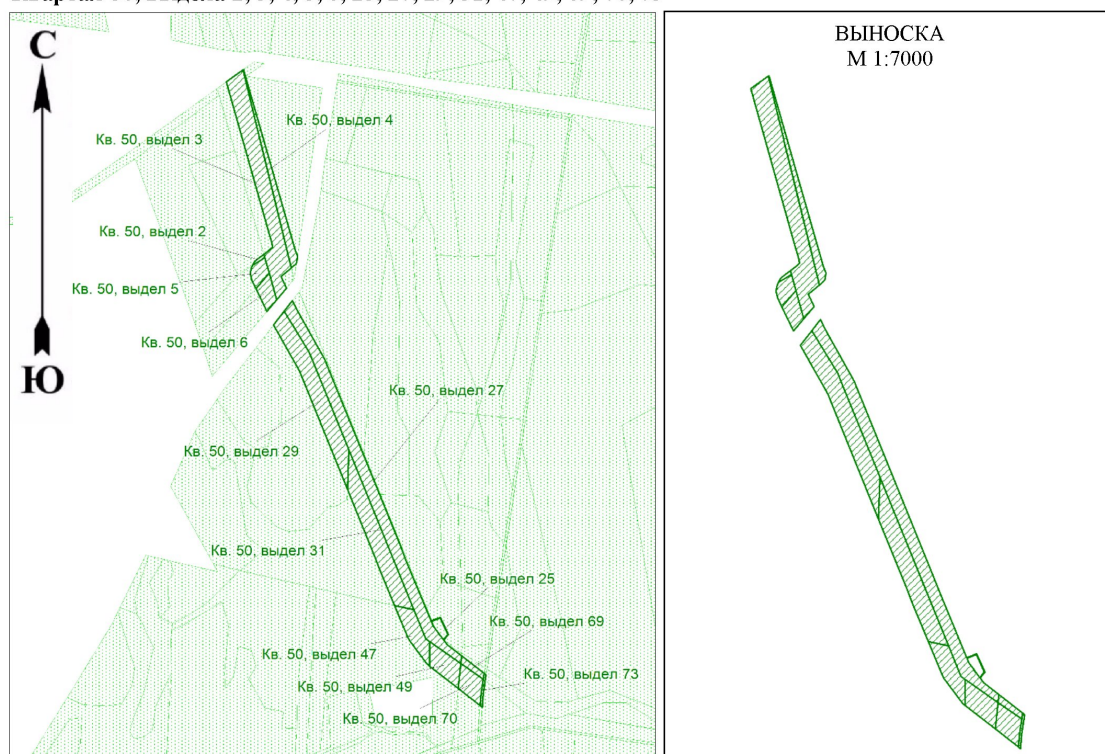 С
Ю
Кв. 50, выдел 3
Кв. 50, выдел 4
Кв. 50, выдел 2
Кв. 50, выдел 5
Кв. 50, выдел 6
Кв. 50, выдел 27
Кв. 50, выдел 29
Кв. 50, выдел 31
Кв. 50, выдел 25
Кв. 50, выдел 69
Кв. 50, выдел 47
Кв. 50, выдел 49
Кв. 50, выдел 73
Кв. 50, выдел 70
ВЫНОСКА
М 1:7000